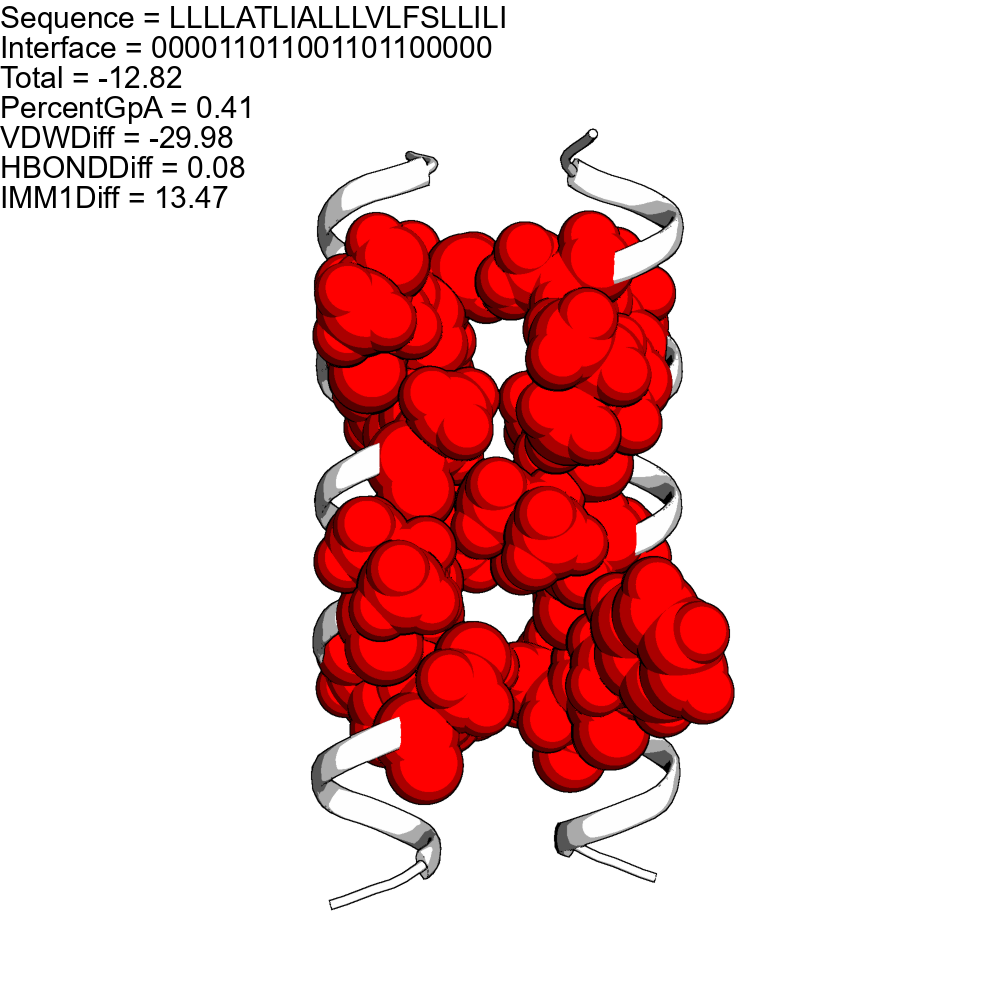 Sequence = LLLLATLIALLLVLFSLLILI
Interface = 000011011001101100000
Total = -12.82
PercentGpA = 0.41
VDWDiff = -29.98
HBONDDiff = 0.08
IMM1Diff = 13.47